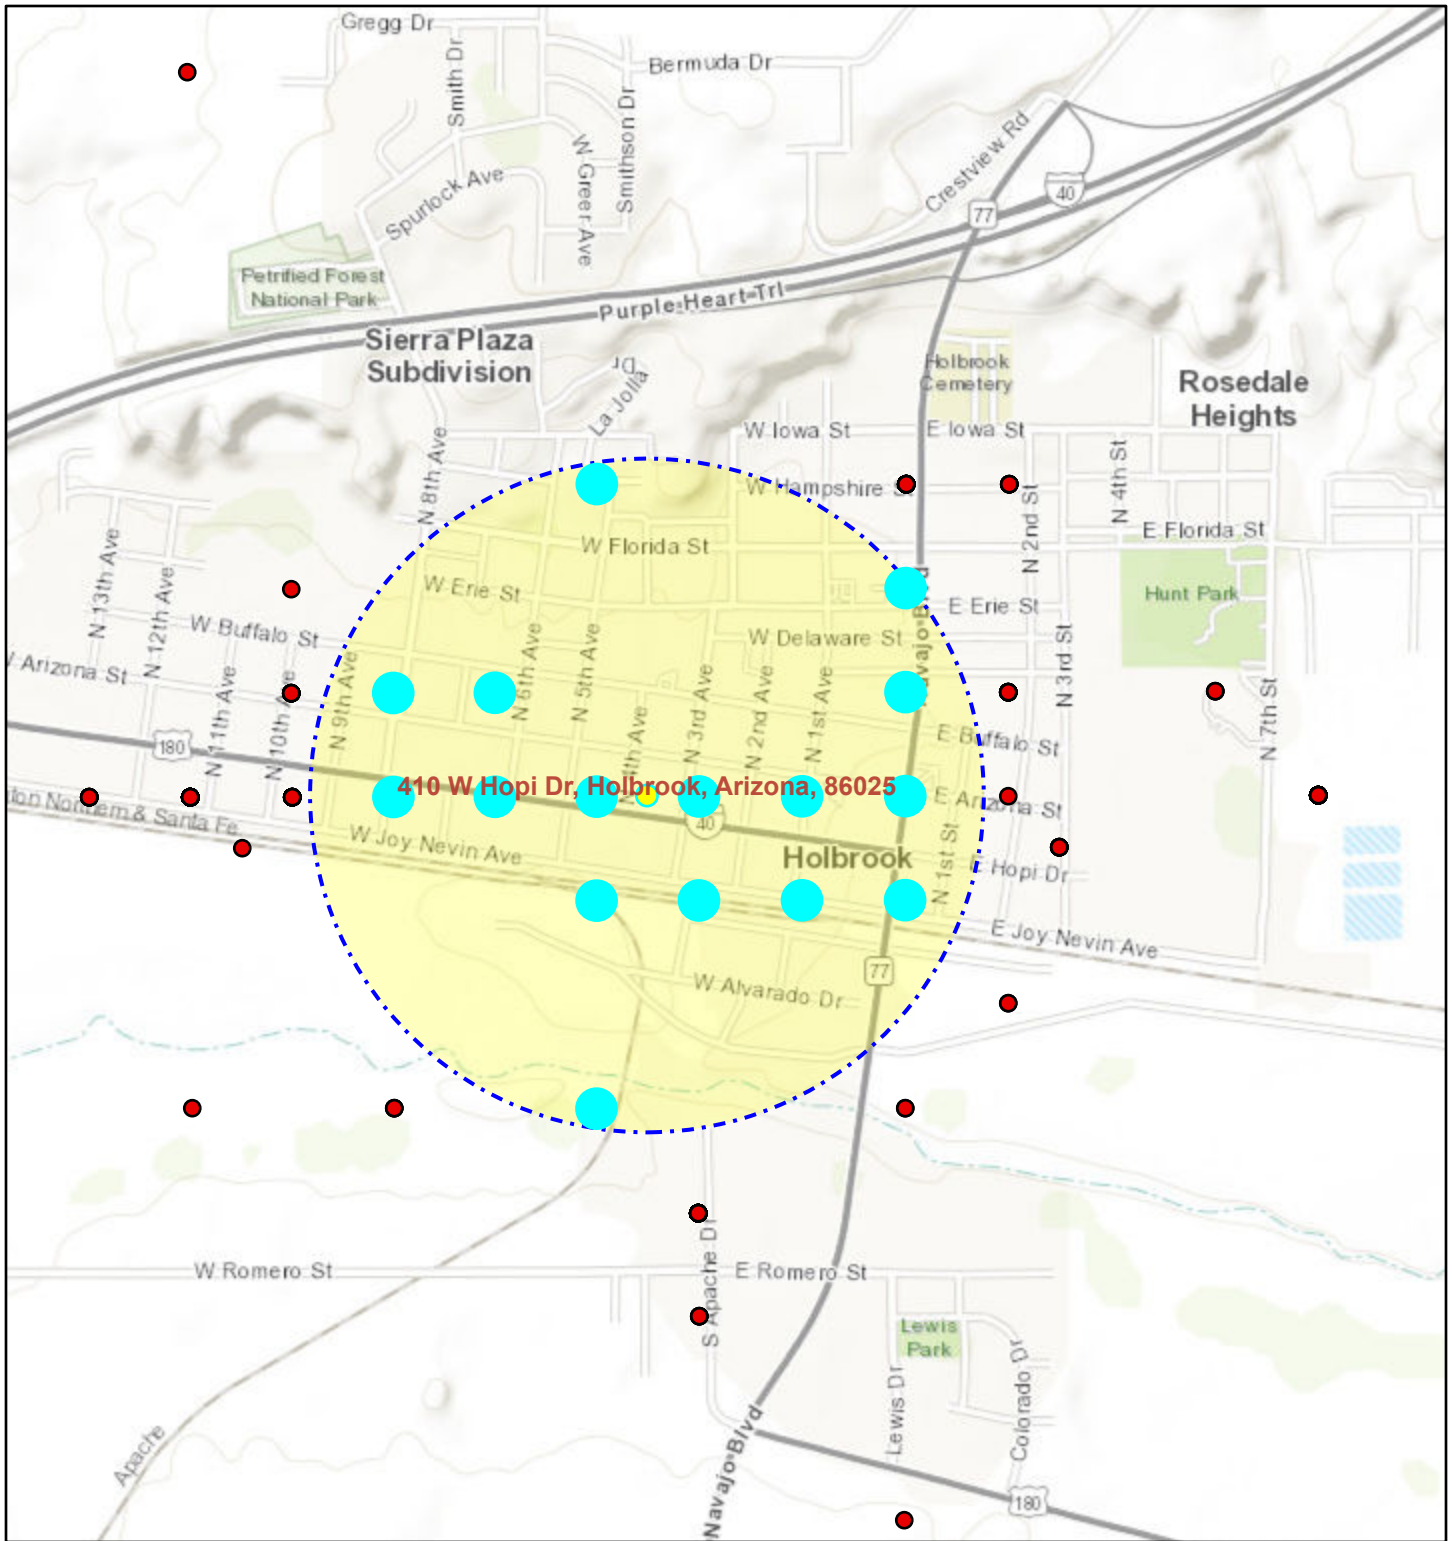 Gregg Dr
Smith Dr
Bermuda Dr
Smithson Dr
W Greer Ave
Spurlock Ave
Crestview Rd
40
77
Petrified Forest
National Park
Purple Heart Trl
Sierra Plaza
Subdivision
La Jolla
Dr
Holbrook
Cemetery
Rosedale
Heights
W Iowa St
E Iowa St
N 8th Ave
N 4th St
W Hampshire
N 2nd St
W Florida St
E Florida St
N 13th Ave
N 12th Ave
W Erie St
E Erie St
Hunt Park
W Buffalo St
W Delaware St
N 6th Ave
N 5th Ave
N 3rd St
W Arizona St
N 9th Ave
N 3rd Ave
N 2nd Ave
N 1st Ave
N 11th Ave
N 10th Ave
N 7th St
180
E Buffalo St
410 W Hopi Dr, Holbrook, Arizona, 86025
E Arizona St
Northern & Santa Fe
40
W Joy Nevin Ave
Holbrook
N 1st St
E Hopi Dr
E Joy Nevin Ave
77
W Alvarado Dr
W Romero St
S Apache Dr
E Romero St
Lewis
Park
Lewis Dr
Colorado Dr
Apache
Navajo Blvd
180